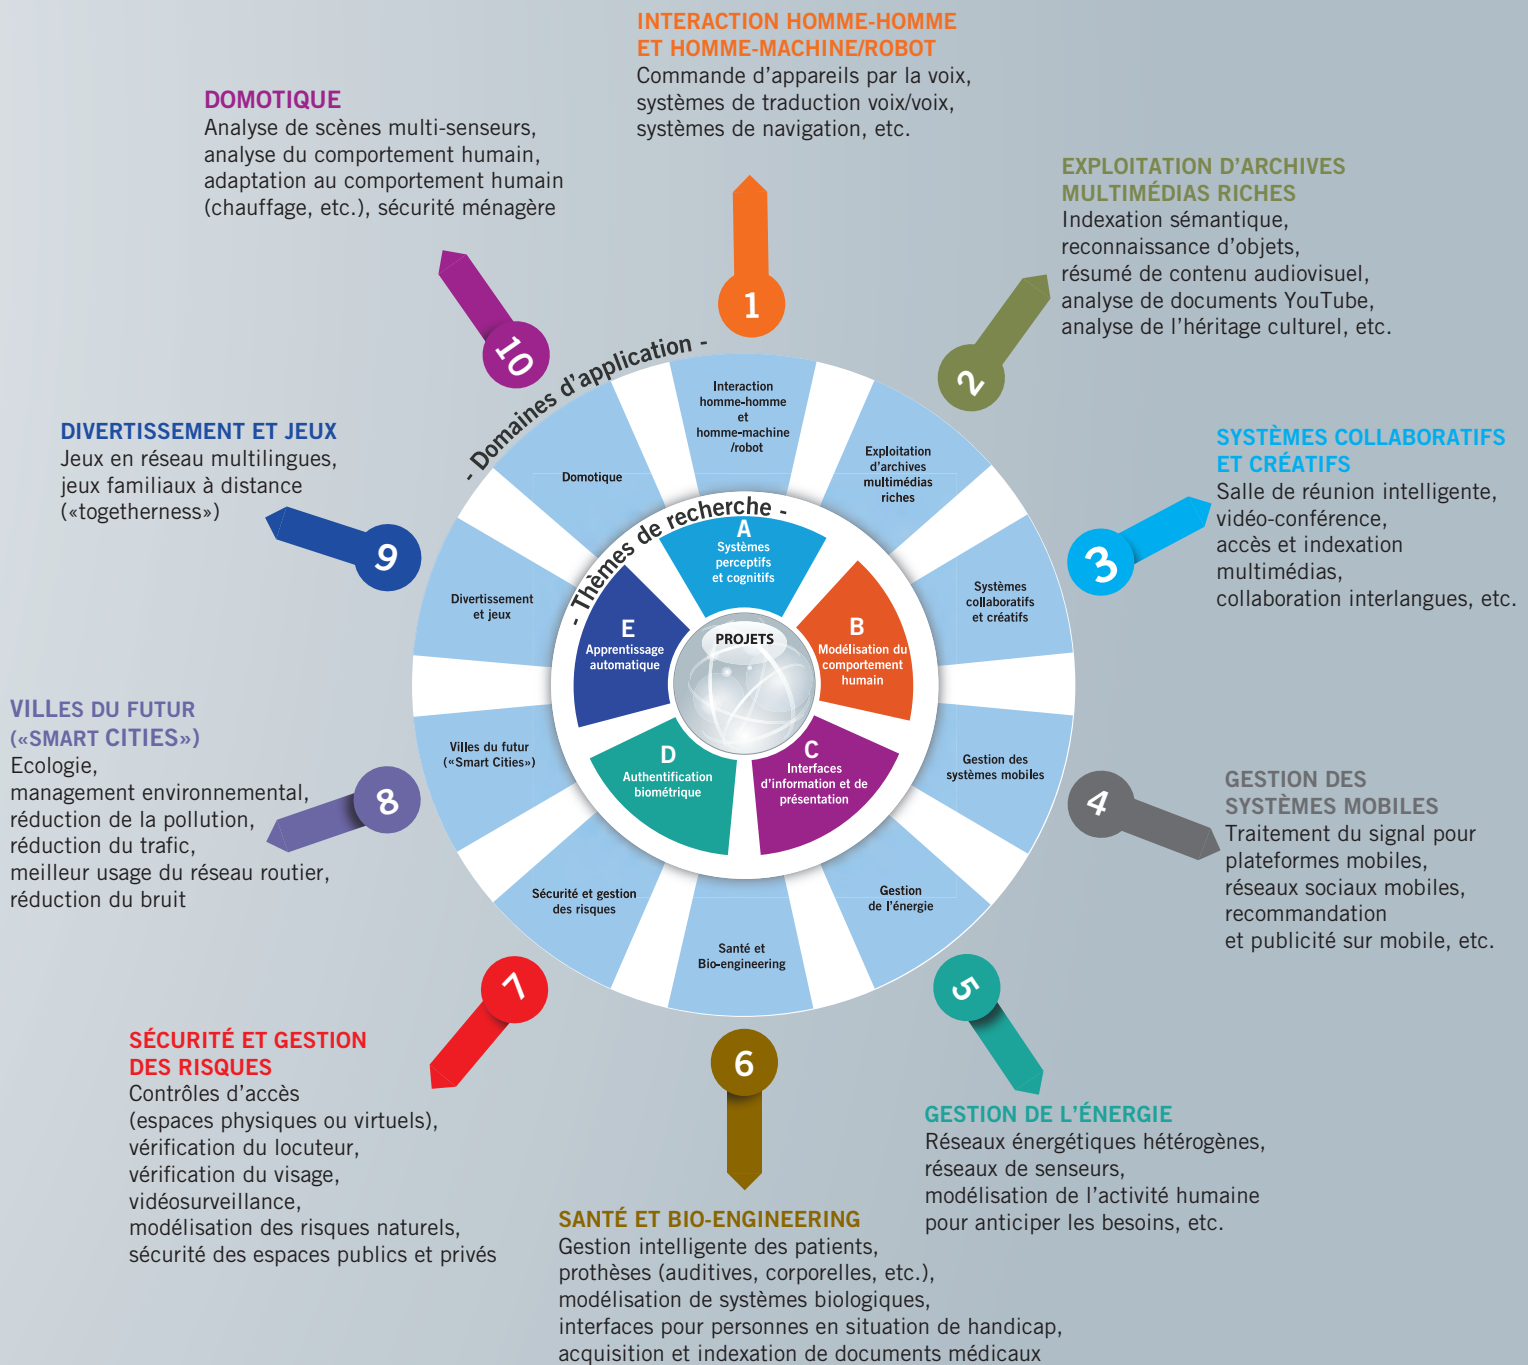 INTERACTION HOMME-HOMME
ET HOMME-MACHINE/ROBOT
Commande d’appareils par la voix,
systèmes de traduction voix/voix,
systèmes de navigation, etc.
1
EXPLOITATION D’ARCHIVES
MULTIMÉDIAS RICHES
Indexation sémantique,
reconnaissance d’objets,
résumé de contenu audiovisuel,
analyse de documents YouTube,
analyse de l’héritage culturel, etc.
2
SYSTÈMES COLLABORATIFS
ET CRÉATIFS
Salle de réunion intelligente,
vidéo-conférence,
accès et indexation
multimédias,
collaboration interlangues, etc.
3
GESTION DES
SYSTÈMES MOBILES
Traitement du signal pour
plateformes mobiles,
réseaux sociaux mobiles,
recommandation
et publicité sur mobile, etc.
4
GESTION DE L’ÉNERGIE
Réseaux énergétiques hétérogènes,
réseaux de senseurs,
modélisation de l’activité humaine
pour anticiper les besoins, etc.
5
SANTÉ ET BIO-ENGINEERING
Gestion intelligente des patients,
prothèses (auditives, corporelles, etc.),
modélisation de systèmes biologiques,
interfaces pour personnes en situation de handicap,
acquisition et indexation de documents médicaux
6
SÉCURITÉ ET GESTION
DES RISQUES
Contrôles d’accès
(espaces physiques ou virtuels),
vérification du locuteur,
vérification du visage,
vidéosurveillance,
modélisation des risques naturels,
sécurité des espaces publics et privés
7
VILLES DU FUTUR
(«SMART CITIES»)
Ecologie,
management environnemental,
réduction de la pollution,
réduction du trafic,
meilleur usage du réseau routier,
réduction du bruit
8
DIVERTISSEMENT ET JEUX
Jeux en réseau multilingues,
jeux familiaux à distance
(«togetherness»)
9
DOMOTIQUE
Analyse de scènes multi-senseurs,
analyse du comportement humain,
adaptation au comportement humain
(chauffage, etc.), sécurité ménagère
10
- Domaines d’application -
Interaction
homme-homme
et
homme-machine
/robot
Exploitation
d’archives
multimédias
riches
Systèmes
collaboratifs
et créatifs
Gestion des
systèmes mobiles
Gestion
de l’énergie
Santé et
Bio-engineering
Sécurité et gestion
des risques
Villes du futur
(«Smart Cities»)
Divertissement
et jeux
Domotique
- Thèmes de recherche -
A
Systèmes
perceptifs
et cognitifs
B
Modélisation du
comportement
humain
C
Interfaces
d’information et de
présentation
D
Authentification
biométrique
E
Apprentissage
automatique
PROJETS